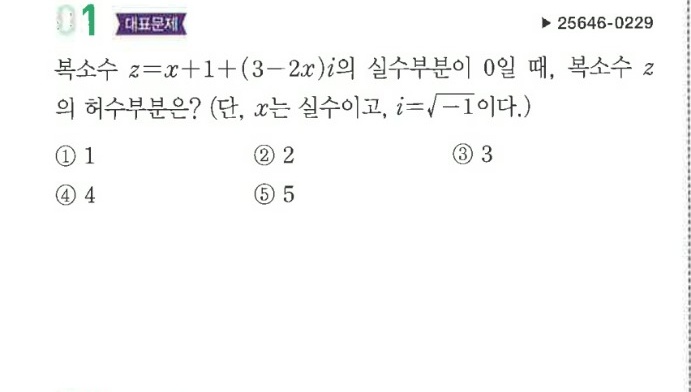 01 대표문제 ▶ 25646-0229
복소수 z=x+1+(3-2x)i의 실수부분이 0일 때, 복소수 z
의 허수부분은? (단, x는 실수이고, i=√-1이다.)
① 1 ② 2 ③ 3
④ 4 ⑤ 5